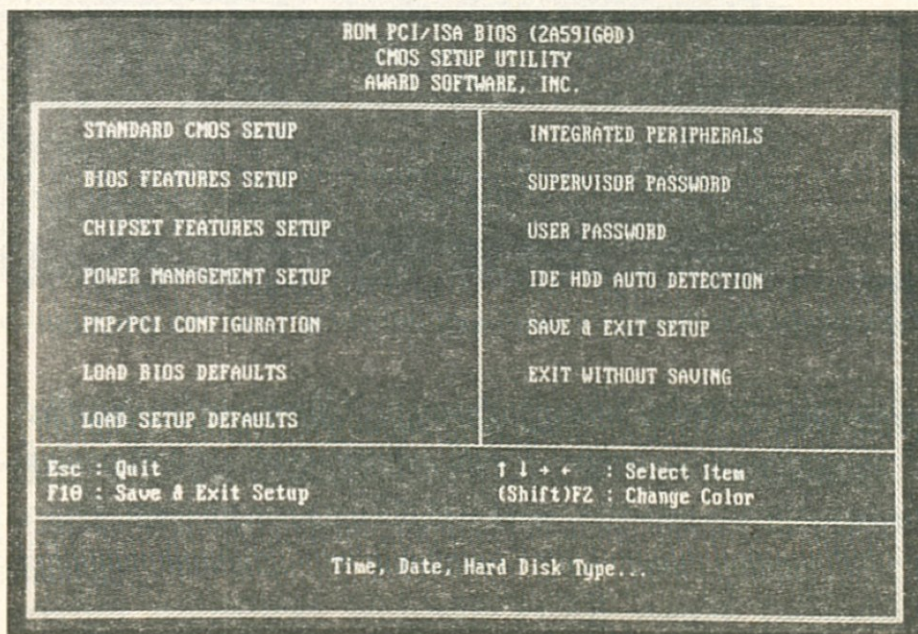 ROM PCI/ISA BIOS (2A59IG0D)
CMOS SETUP UTILITY
AWARD SOFTWARE, INC.
STANDARD CMOS SETUP
BIOS FEATURES SETUP
CHIPSET FEATURES SETUP
POWER MANAGEMENT SETUP
PNP/PCI CONFIGURATION
LOAD BIOS DEFAULTS
LOAD SETUP DEFAULTS
INTEGRATED PERIPHERALS
SUPERVISOR PASSWORD
USER PASSWORD
IDE HDD AUTO DETECTION
SAVE & EXIT SETUP
EXIT WITHOUT SAVING
Esc : Quit
F10 : Save & Exit Setup
↑ ↓ → ← : Select Item
(Shift)F2 : Change Color
Time, Date, Hard Disk Type...